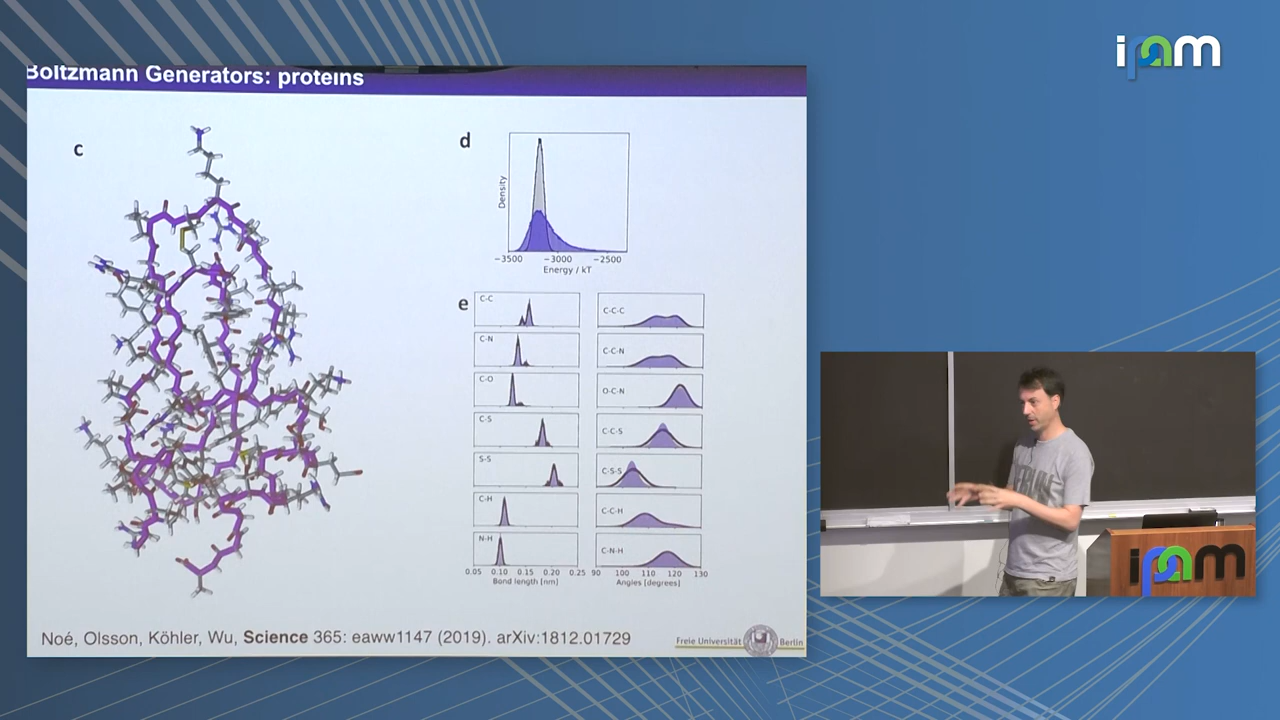 ipam
Boltzmann Generators: proteins
c
d
Density
−3500 −3000 −2500
Energy / kT
e
C-C
C-C-C
C-N
C-C-N
C-O
O-C-N
C-S
C-C-S
S-S
C-S-S
C-H
C-C-H
N-H
C-N-H
0.05 0.10 0.15 0.20 0.25 90 100 110 120 130
Bond length [nm] Angles [degrees]
Noé, Olsson, Köhler, Wu, Science 365: eaww1147 (2019). arXiv:1812.01729
Freie Universität Berlin
ipam